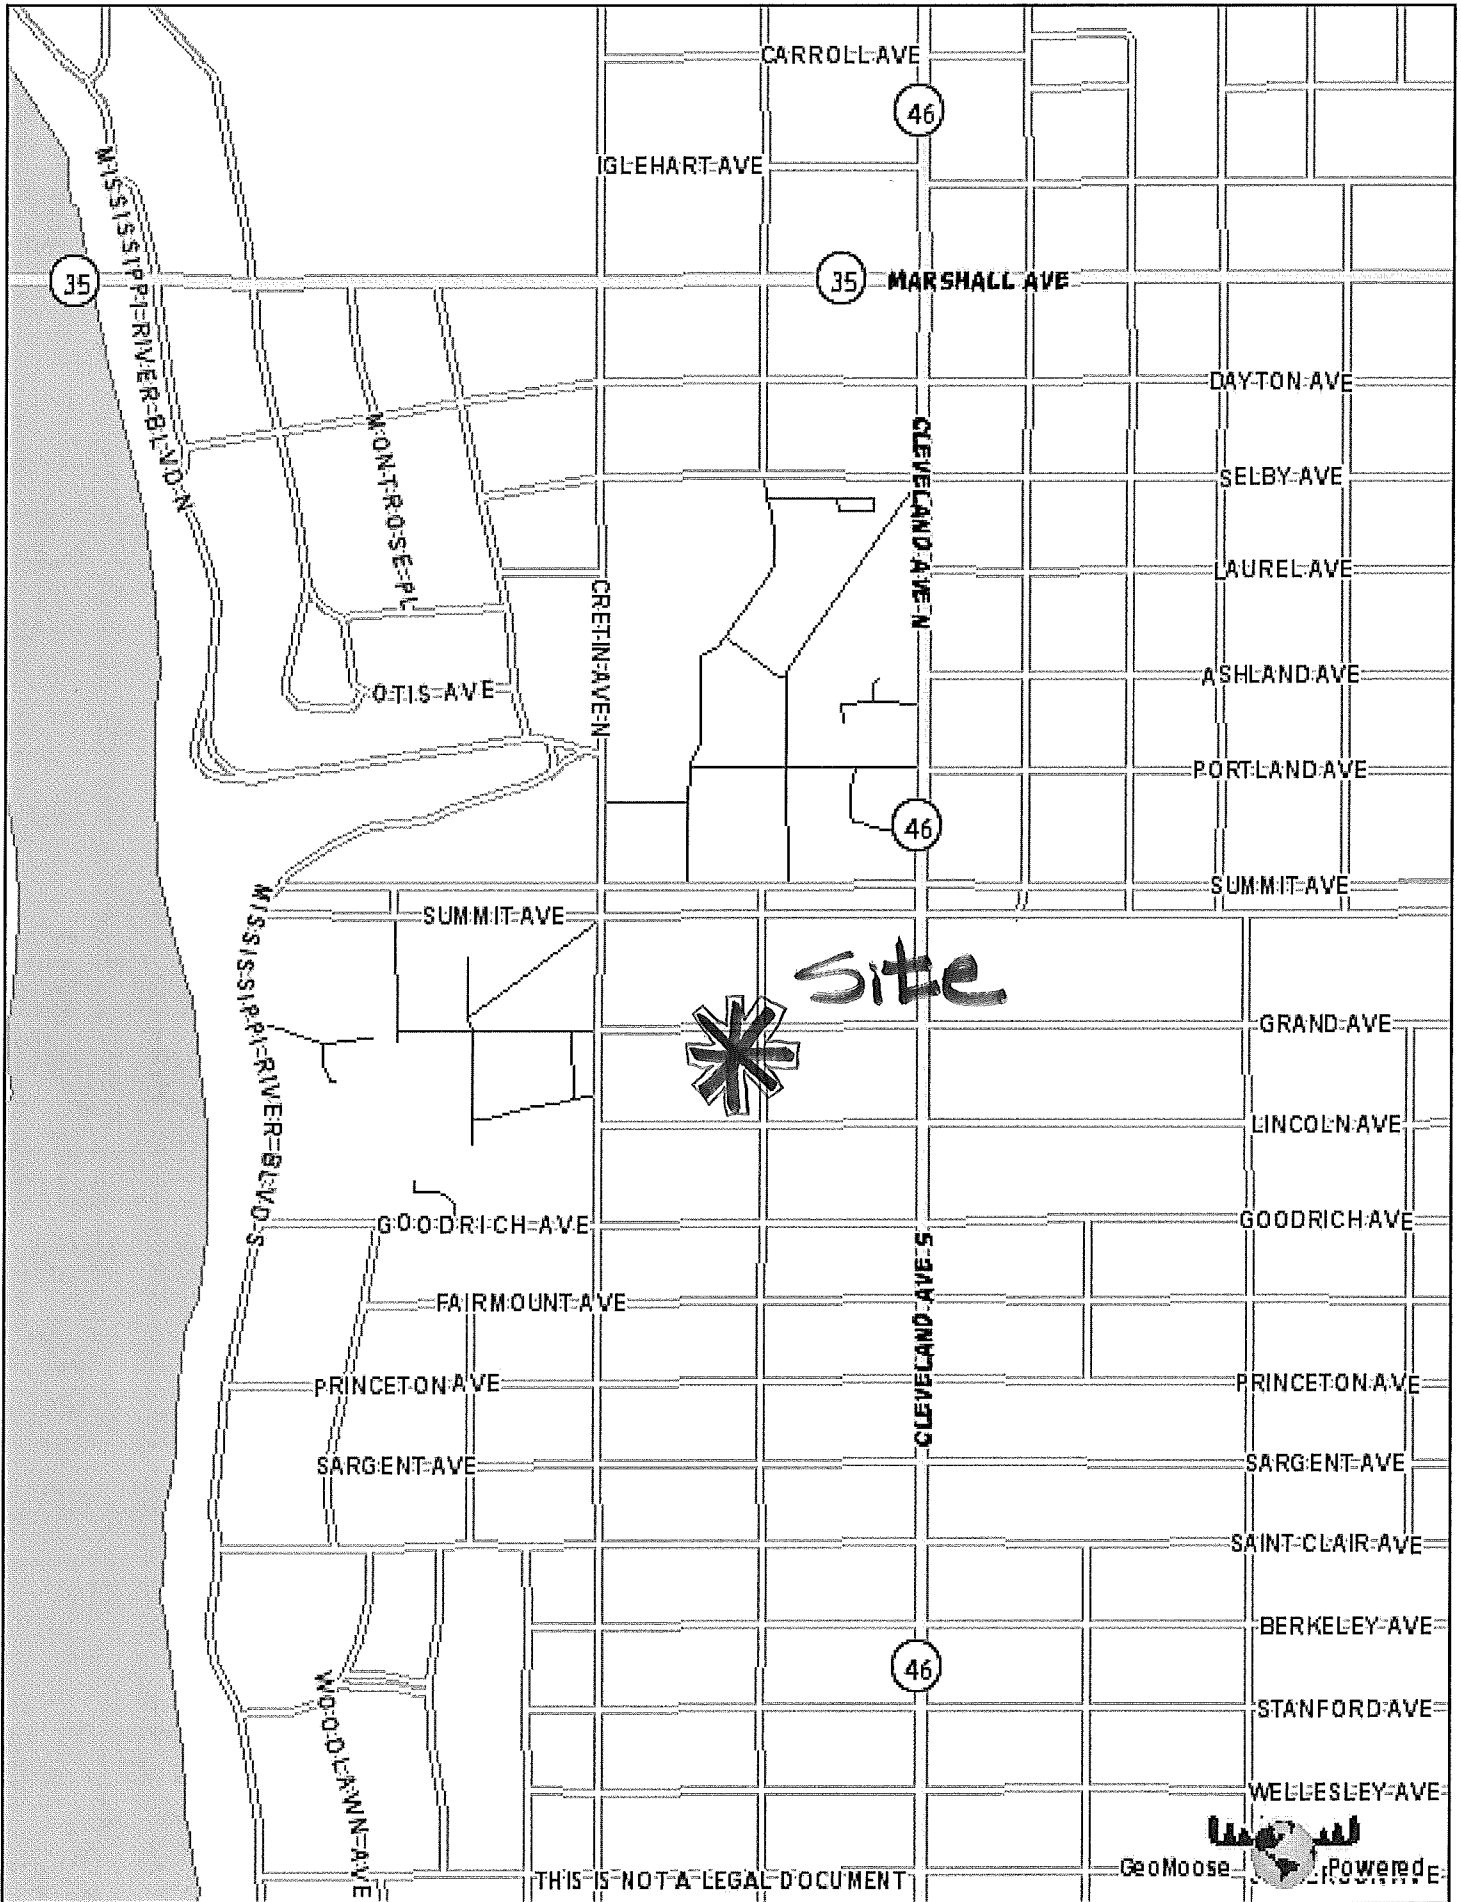 CARROLL AVE
46
IGLEHART AVE
MISSISSIPPI RIVER BLVD N
35
35
MARSHALL AVE
DAYTON AVE
MONTROSE PL
CLEVELAND AVE N
SELBY AVE
LAUREL AVE
CRETIN AVE N
ASHLAND AVE
OTIS AVE
PORTLAND AVE
46
SUMMIT AVE
MISSISSIPPI RIVER BLVD S
SUMMIT AVE
Site
GRAND AVE
LINCOLN AVE
GOODRICH AVE
GOODRICH AVE
CLEVELAND AVE S
FAIRMOUNT AVE
PRINCETON AVE
PRINCETON AVE
SARGENT AVE
SARGENT AVE
SAINT CLAIR AVE
BERKELEY AVE
46
WOODLAWN AVE
STANFORD AVE
WELLESLEY AVE
THIS IS NOT A LEGAL DOCUMENT
GeoMoose Powered